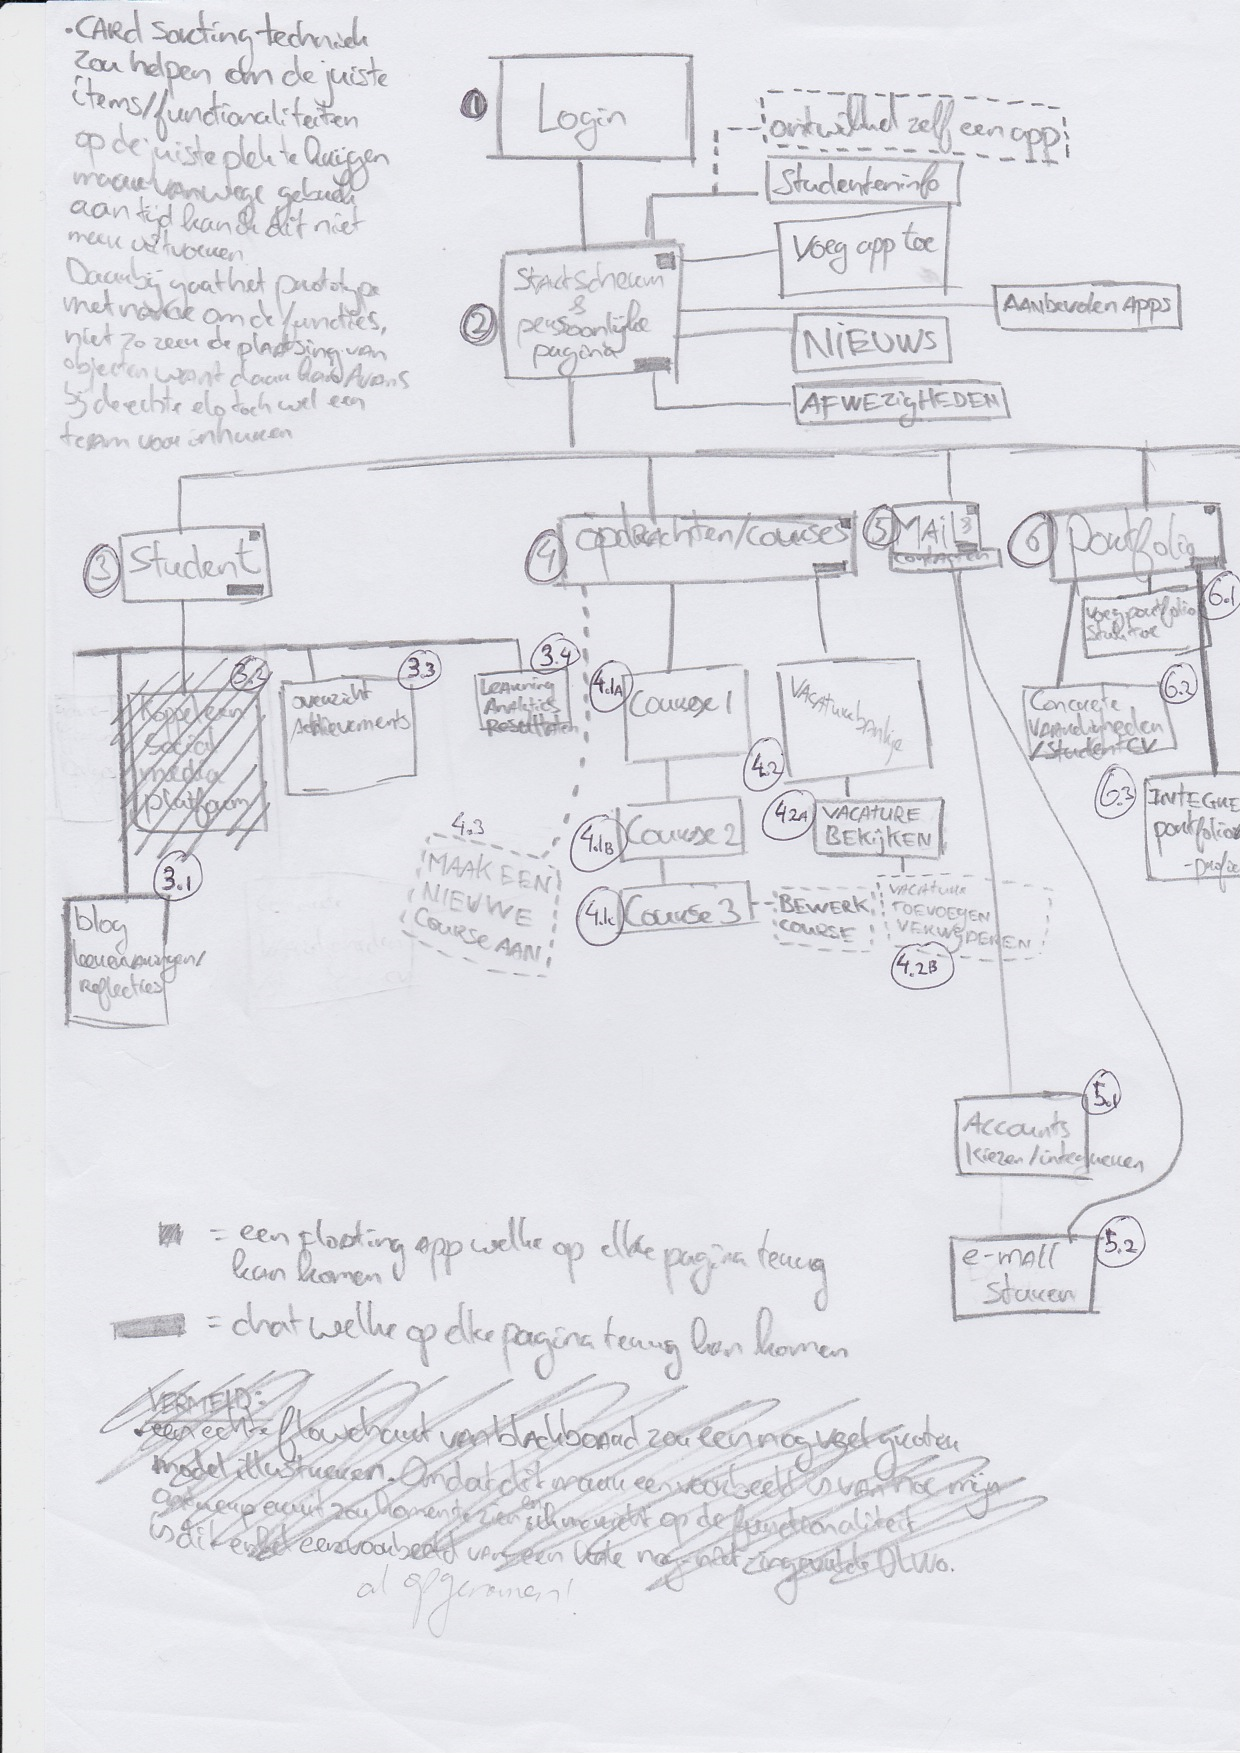 • CARd sorting techniek
zou helpen om de juiste
items/functionaliteiten
op de juiste plek te krijgen
maar vanwege gebrek
aan tijd kan ik dit niet
meer uitvoeren.
Daarbij gaat het prototype
met name om de functies,
niet zo zeer de plaatsing van
objecten want daar kan Avans
bij de echte elo toch wel een
team voor inhuren
1
Login
ontwikkel zelf een app
Studenteninfo
Voeg app toe
2
Startscherm
&
persoonlijke
pagina
AANbevolen Apps
NIEUWS
AFWEZIGHEDEN
3
Student
4
opdrachten/courses
5
MAil &
contacten
6
portfolio
6.1
Voeg portfolio
stuk toe
3.2
Koppel een
social
media
platform
3.3
overzicht
Achievements
3.4
Learning
Analytics
Resultaten
4.1A
Course 1
VACAturebankje
4.2
6.2
Concrete
VAARdigheden
/StudentCV
6.3
INTEGRE
portfolio
4.3
MAAK EEN
NIEUWE
COURSE AAN
4.1B
Course 2
4.2A
VACATURE
BEKIJKEN
3.1
blog
leerervaringen/
Reflecties
4.1c
Course 3
BEWERK
COURSE
VACATURE
TOEVOEGEN
VERWIJDEREN
4.2B
5.1
Accounts
kiezen/integreren
5.2
e-mAIl
sturen
= een floating app welke op elke pagina terug
kan komen
= chat welke op elke pagina terug kan komen
VERMELD:
• een echte flowchart van blackboard zou een nog veel groter
model illustreren. Omdat dit maar een voorbeeld is van hoe mijn
ontwerp eruit zou komen te zien en ik me richt op de functionaliteit
is dit enkel een voorbeeld van een hele nog niet-ingevulde DLWO.
al opgenomen!